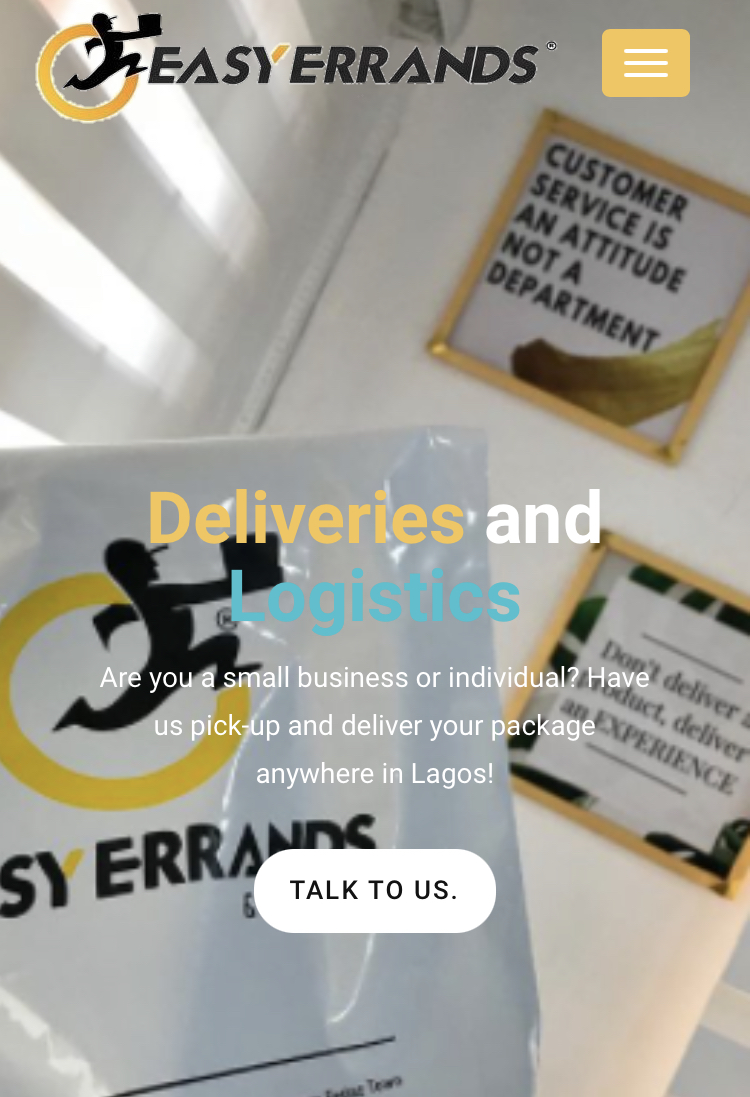 EASYERRANDS®
CUSTOMER
SERVICE IS
AN ATTITUDE
NOT A
DEPARTMENT
Deliveries and
Logistics
Are you a small business or individual? Have
us pick-up and deliver your package
anywhere in Lagos!
Don't deliver
product, deliver
an EXPERIENCE
SY ERRANDS
&
TALK TO US.